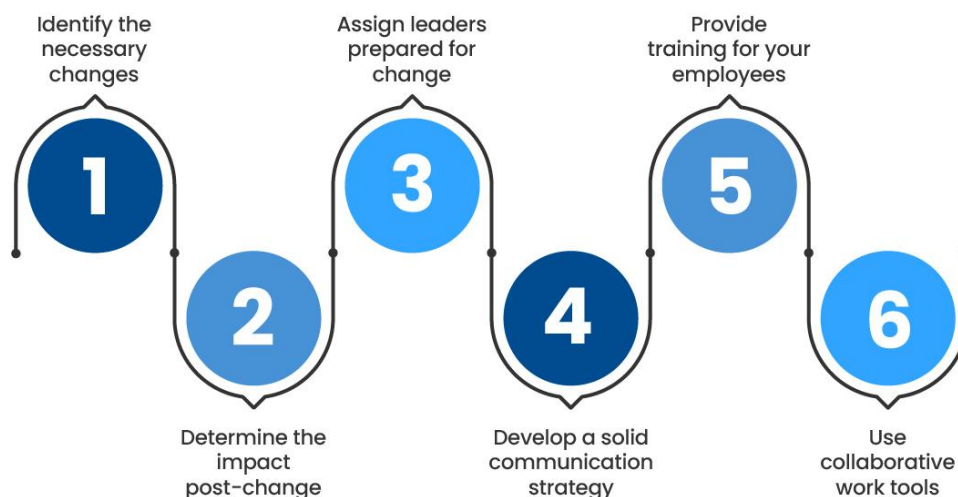 Identify the
necessary
changes
1
Determine the
impact
post-change
2
Assign leaders
prepared for
change
3
Develop a solid
communication
strategy
4
Provide
training for your
employees
5
Use
collaborative
work tools
6